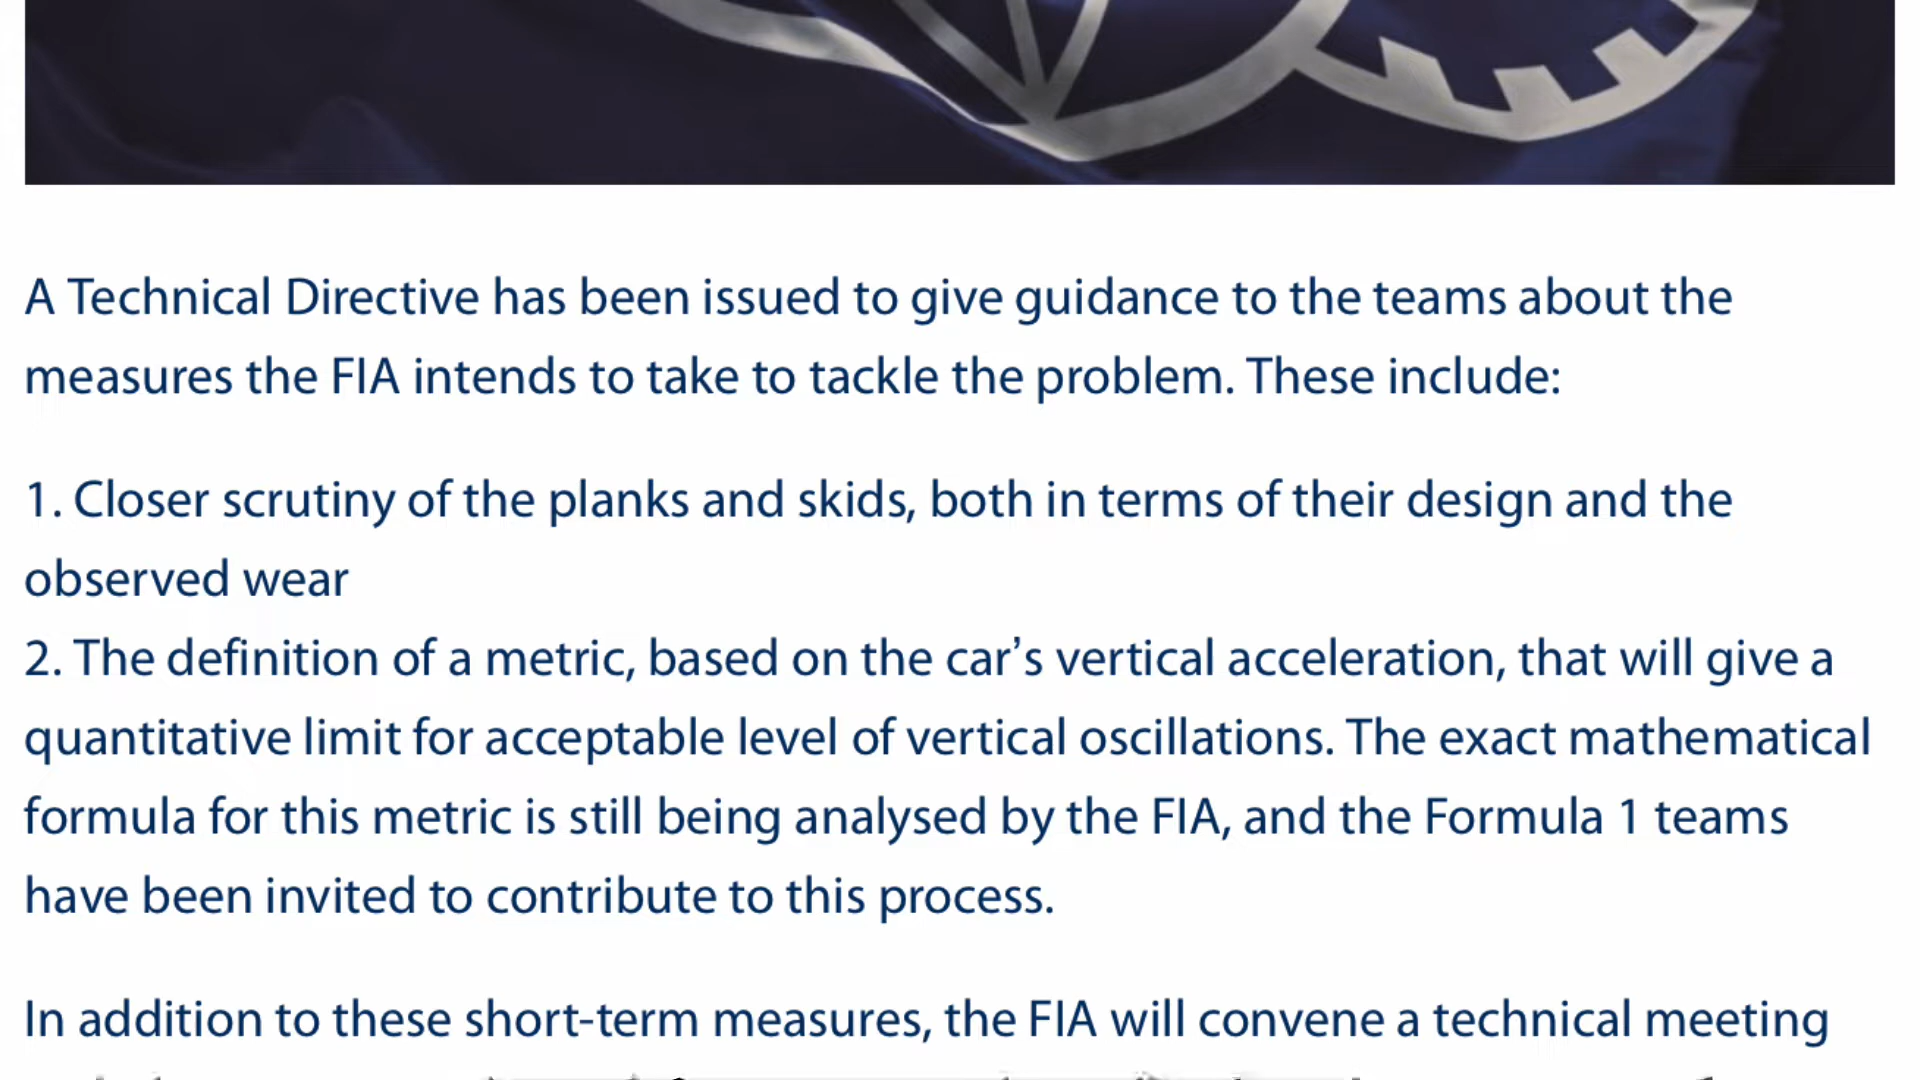 A Technical Directive has been issued to give guidance to the teams about the
measures the FIA intends to take to tackle the problem. These include:
1. Closer scrutiny of the planks and skids, both in terms of their design and the
observed wear
2. The definition of a metric, based on the car’s vertical acceleration, that will give a
quantitative limit for acceptable level of vertical oscillations. The exact mathematical
formula for this metric is still being analysed by the FIA, and the Formula 1 teams
have been invited to contribute to this process.
In addition to these short-term measures, the FIA will convene a technical meeting